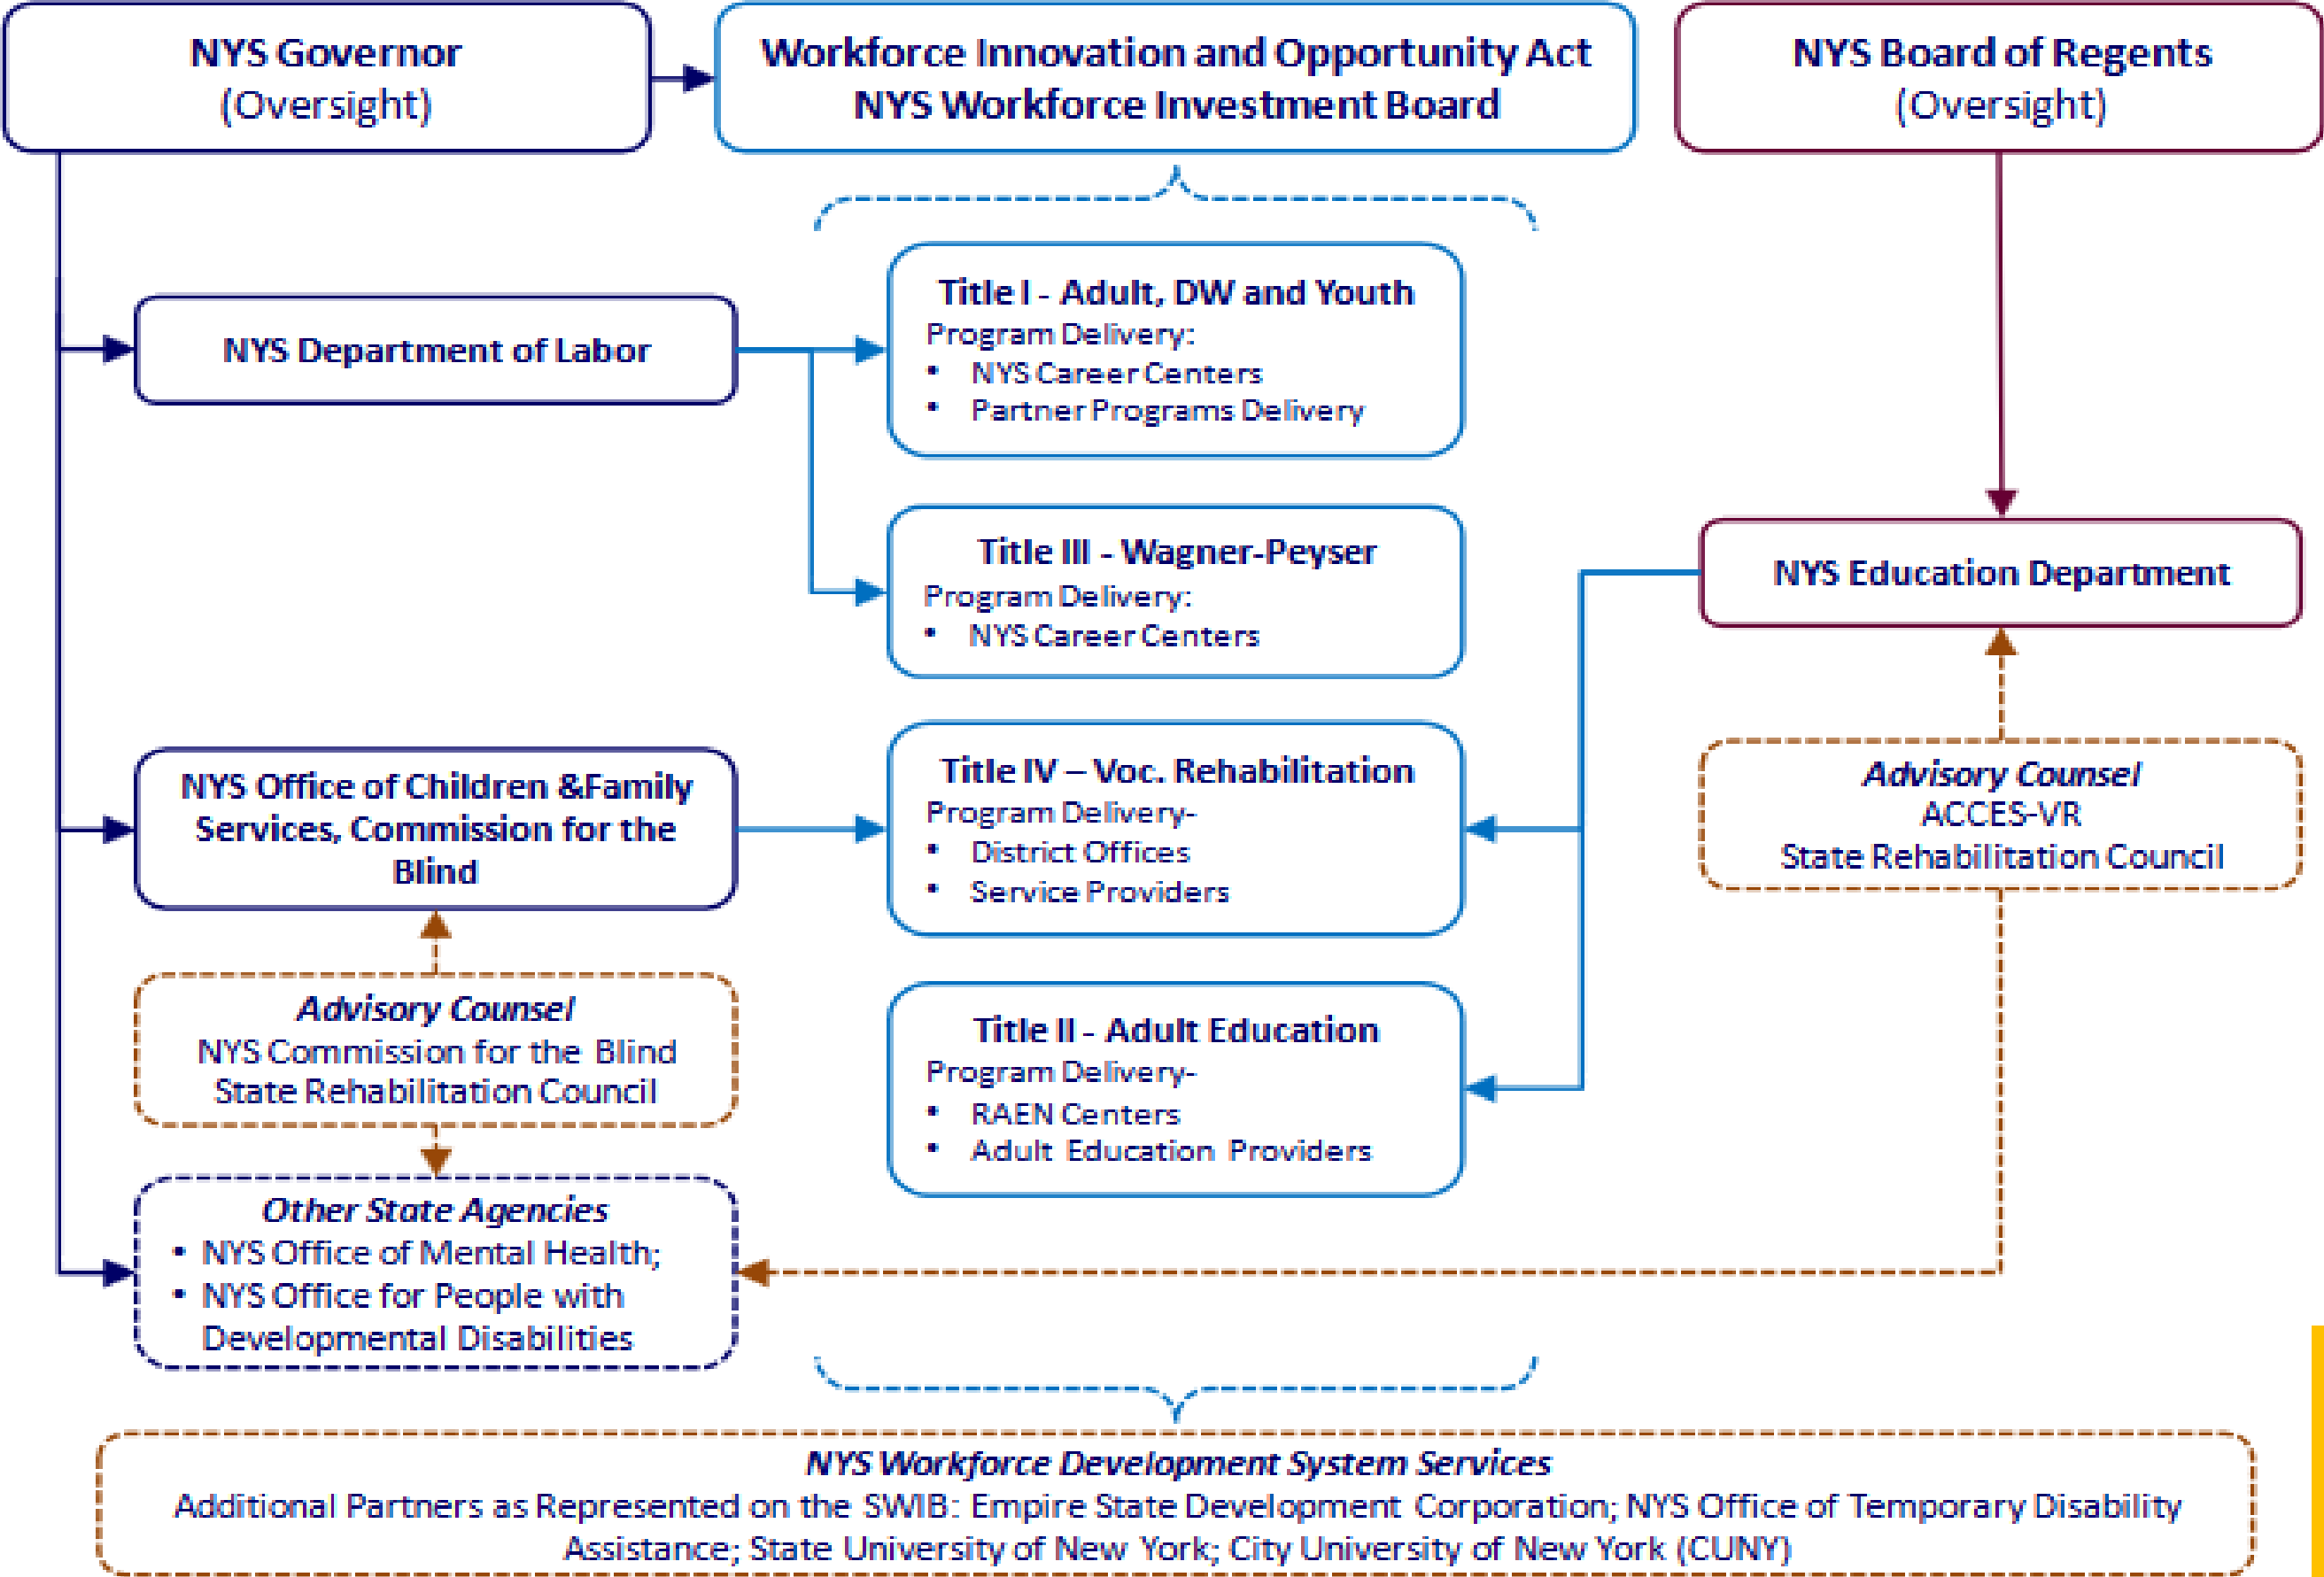 NYS Governor
(Oversight)
Workforce Innovation and Opportunity Act
NYS Workforce Investment Board
NYS Board of Regents
(Oversight)
NYS Department of Labor
Title I - Adult, DW and Youth
Program Delivery:
• NYS Career Centers
• Partner Programs Delivery
Title III - Wagner-Peyser
Program Delivery:
• NYS Career Centers
NYS Education Department
NYS Office of Children &Family
Services, Commission for the
Blind
Title IV – Voc. Rehabilitation
Program Delivery-
• District Offices
• Service Providers
Advisory Counsel
ACCES-VR
State Rehabilitation Council
Advisory Counsel
NYS Commission for the Blind
State Rehabilitation Council
Title II - Adult Education
Program Delivery-
• RAEN Centers
• Adult Education Providers
Other State Agencies
• NYS Office of Mental Health;
• NYS Office for People with
Developmental Disabilities
NYS Workforce Development System Services
Additional Partners as Represented on the SWIB: Empire State Development Corporation; NYS Office of Temporary Disability
Assistance; State University of New York; City University of New York (CUNY)